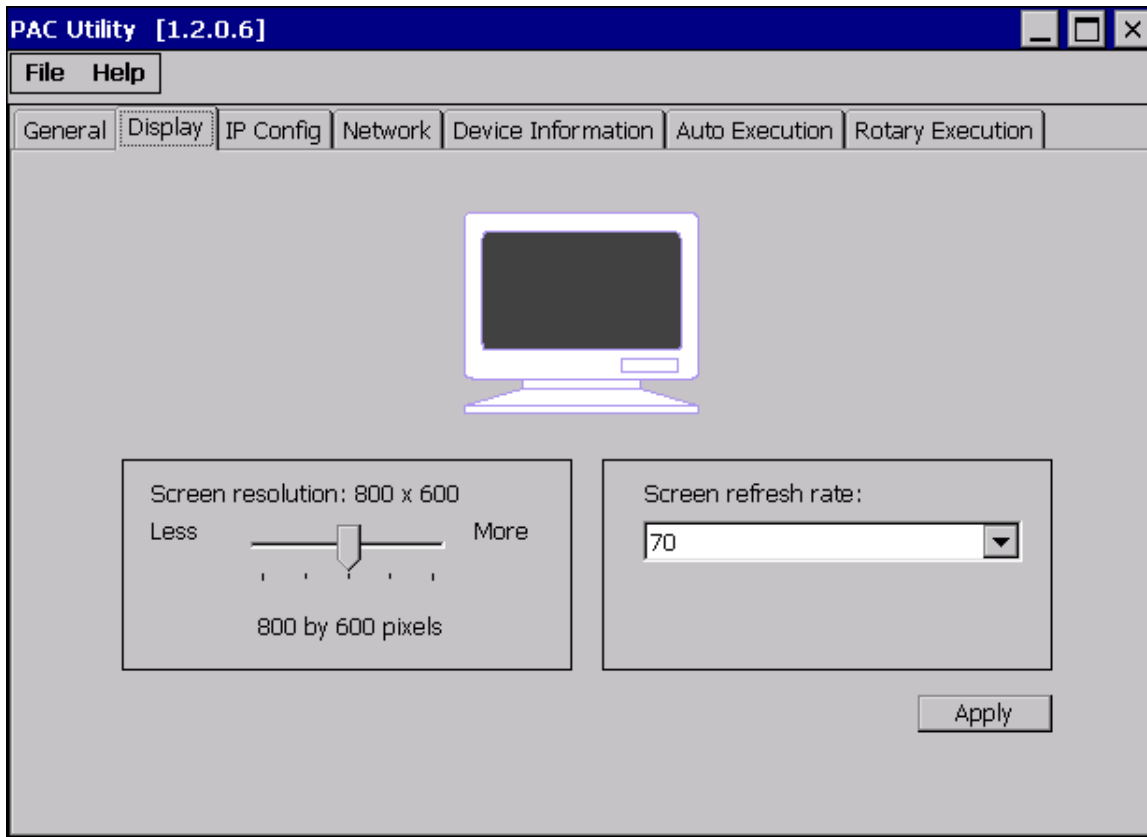 PAC Utility [1.2.0.6]
File Help
General Display IP Config Network Device Information Auto Execution Rotary Execution
Screen resolution: 800 x 600
Less More
800 by 600 pixels
Screen refresh rate:
70
Apply